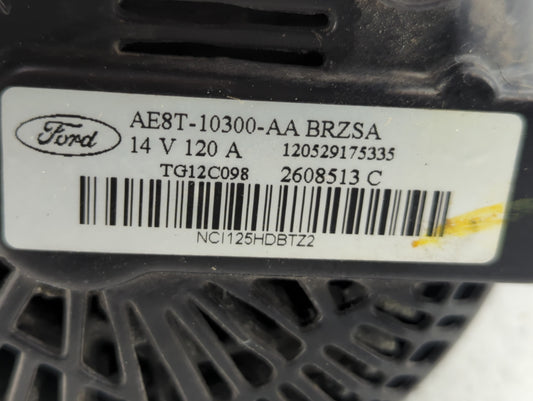 Ford
AE8T-10300-AA BRZSA
14 V 120 A 120529175335
TG12C098 2608513 C
NCI125HDBTZ2